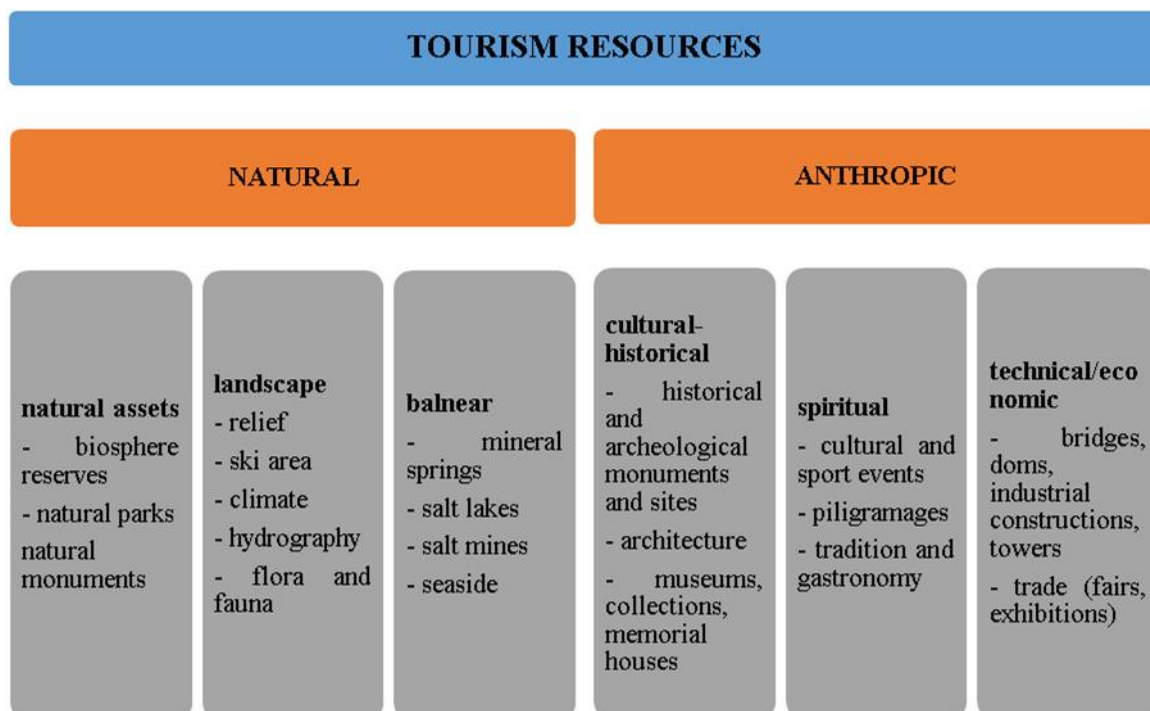 TOURISM RESOURCES
NATURAL
ANTHROPIC
natural assets
- biosphere
reserves
- natural parks
natural
monuments
landscape
- relief
- ski area
- climate
- hydrography
- flora and
fauna
balnear
- mineral
springs
- salt lakes
- salt mines
- seaside
cultural-
historical
- historical
and
archeological
monuments
and sites
- architecture
- museums,
collections,
memorial
houses
spiritual
- cultural and
sport events
- piligramages
- tradition and
gastronomy
technical/eco
nomic
- bridges,
doms,
industrial
constructions,
towers
- trade (fairs,
exhibitions)